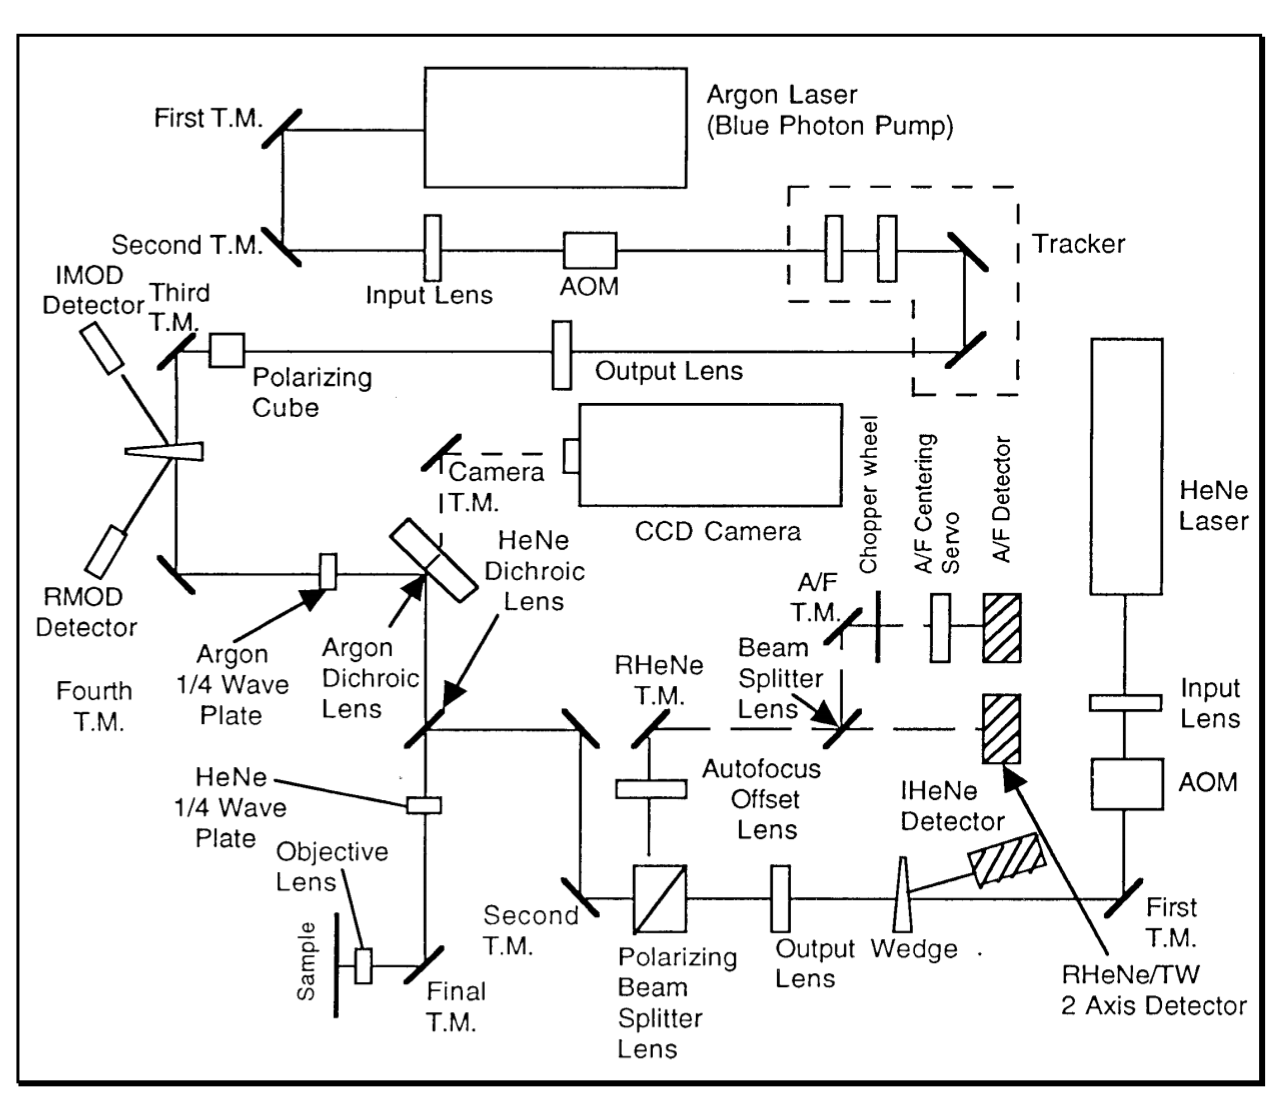 Argon Laser
(Blue Photon Pump)
First T.M.
Second T.M.
Input Lens
AOM
Tracker
IMOD
Detector
Third
T.M.
Polarizing
Cube
Output Lens
Camera
T.M.
CCD Camera
Chopper wheel
A/F Centering
Servo
A/F Detector
HeNe
Laser
HeNe
Dichroic
Lens
RMOD
Detector
Argon
1/4 Wave
Plate
Argon
Dichroic
Lens
Fourth
T.M.
A/F
T.M.
Beam
Splitter
Lens
RHeNe
T.M.
Input
Lens
AOM
HeNe
1/4 Wave
Plate
Autofocus
Offset
Lens
IHeNe
Detector
Objective
Lens
Sample
Final
T.M.
Second
T.M.
Polarizing
Beam
Splitter
Lens
Output
Lens
Wedge
First
T.M.
RHeNe/TW
2 Axis Detector